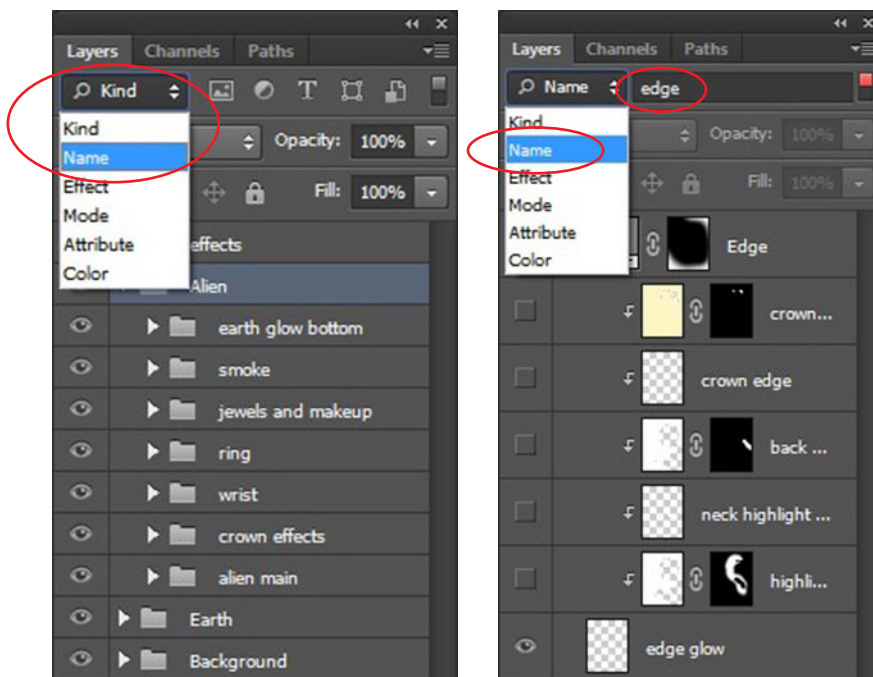 Layers Channels Paths
Kind
Kind
Name
Effect
Mode
Attribute
Color
Opacity: 100%
Fill: 100%
effects
Alien
earth glow bottom
smoke
jewels and makeup
ring
wrist
crown effects
alien main
Earth
Background
Layers Channels Paths
Name edge
Kind
Name
Effect
Mode
Attribute
Color
Opacity: 100%
Fill: 100%
Edge
crown...
crown edge
back ...
neck highlight ...
highli...
edge glow